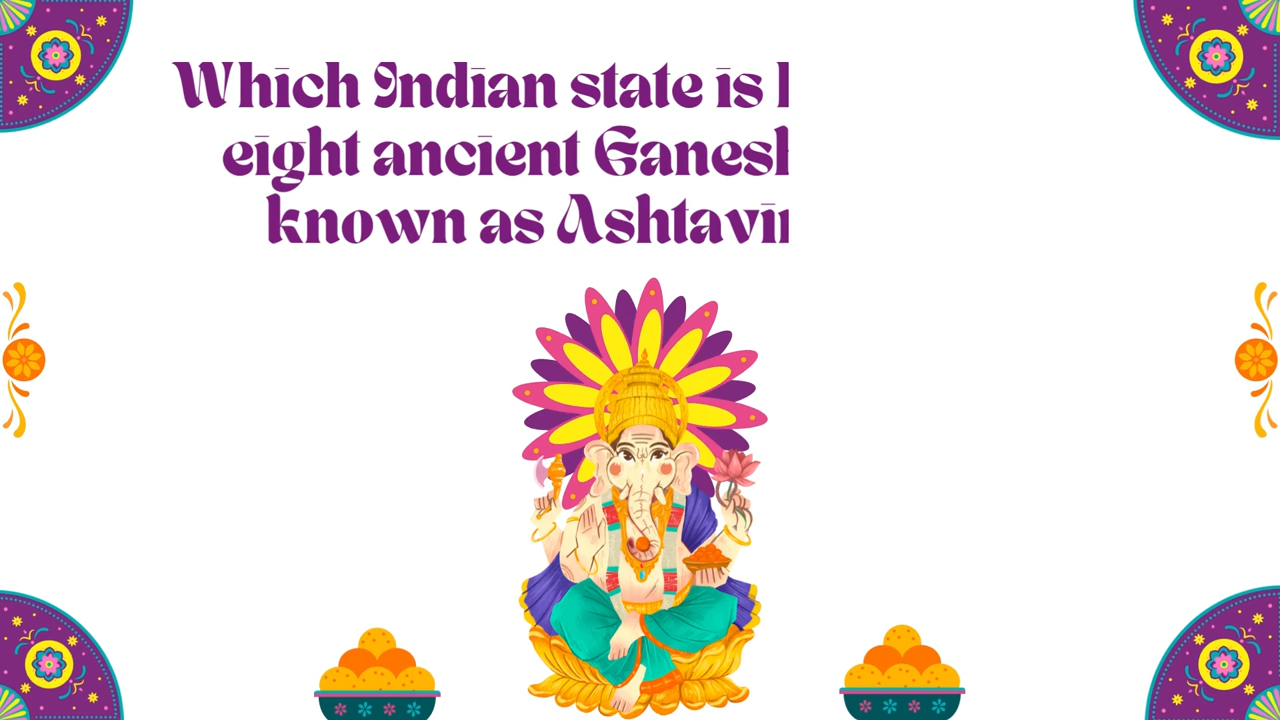 Which Indian state is
eight ancient
known as